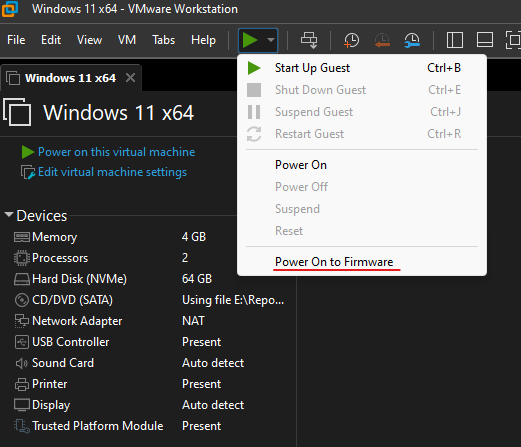 Windows 11 x64 - VMware Workstation
File Edit View VM Tabs Help
Windows 11 x64
Windows 11 x64
Power on this virtual machine
Edit virtual machine settings
Start Up Guest Ctrl+B
Shut Down Guest Ctrl+E
Suspend Guest Ctrl+J
Restart Guest Ctrl+R
Power On
Power Off
Suspend
Reset
Power On to Firmware
Devices
Memory 4 GB
Processors 2
Hard Disk (NVMe) 64 GB
CD/DVD (SATA) Using file E:\Repo...
Network Adapter NAT
USB Controller Present
Sound Card Auto detect
Printer Present
Display Auto detect
Trusted Platform Module Present